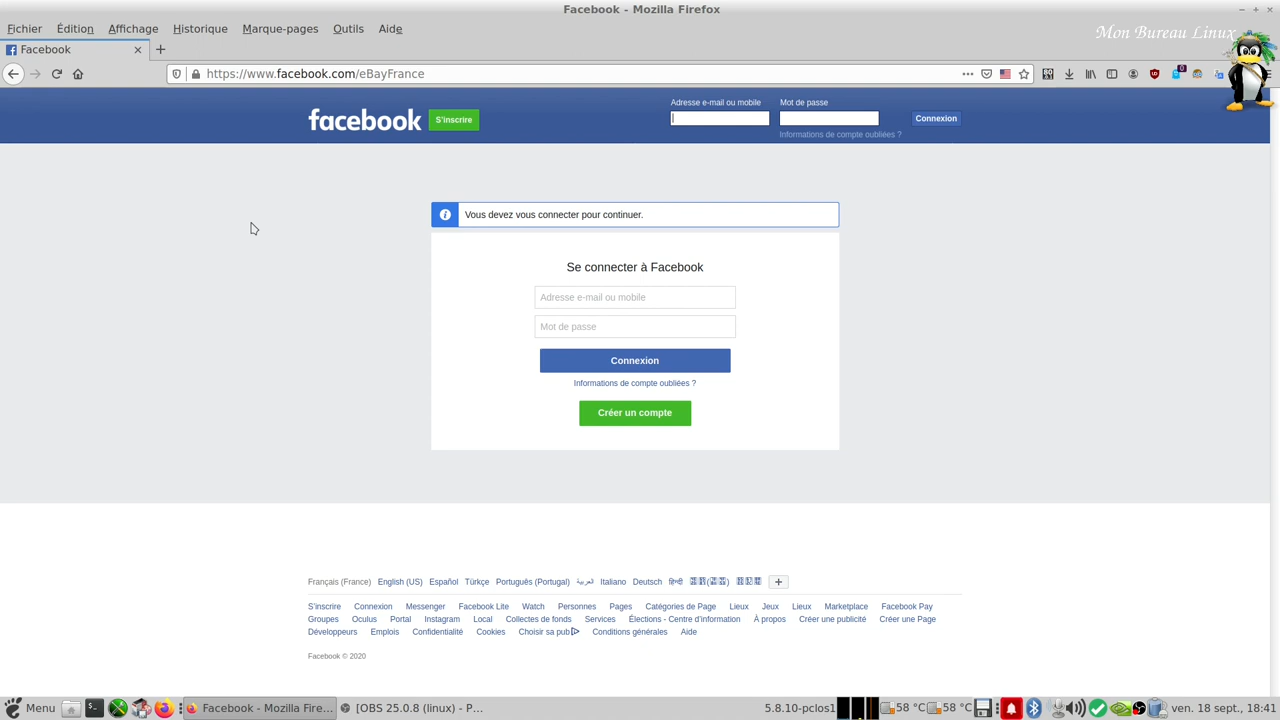 Facebook - Mozilla Firefox
Fichier Édition Affichage Historique Marque-pages Outils Aide
Mon Bureau Linux
Facebook
https://www.facebook.com/eBayFrance
facebook S'inscrire
Adresse e-mail ou mobile Mot de passe
Connexion
Informations de compte oubliées ?
Vous devez vous connecter pour continuer.
Se connecter à Facebook
Adresse e-mail ou mobile
Mot de passe
Connexion
Informations de compte oubliées ?
Créer un compte
Français (France) English (US) Español Türkçe Português (Portugal) العربية Italiano Deutsch हिन्दी
S'inscrire Connexion Messenger Facebook Lite Watch Personnes Pages Catégories de Page Lieux Jeux Lieux Marketplace Facebook Pay
Groupes Oculus Portal Instagram Local Collectes de fonds Services Élections - Centre d'information À propos Créer une publicité Créer une Page
Développeurs Emplois Confidentialité Cookies Choisir sa pub Conditions générales Aide
Facebook © 2020
Menu Facebook - Mozilla Fire... [OBS 25.0.8 (linux) - P... 5.8.10-pclos1 58 °C 58 °C ven. 18 sept., 18:41